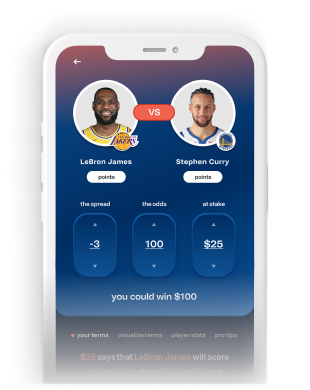 VS
LAKERS
LeBron James Stephen Curry
points points
the spread the odds at stake
-3 100 $25
you could win $100
your terms visualize terms player stats pro tips
$25 says that LeBron James will score